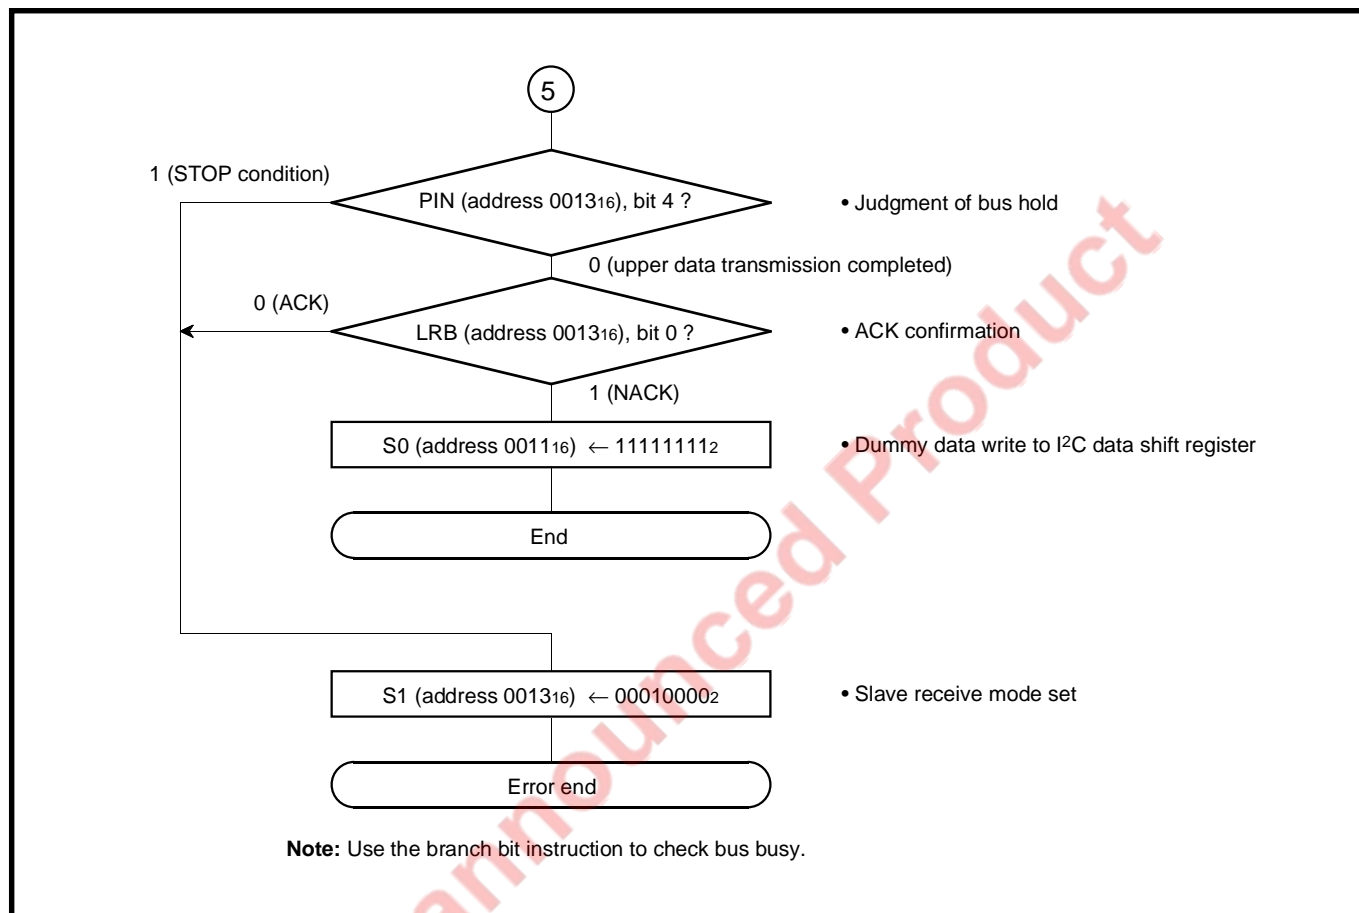 5
1 (STOP condition)
PIN (address 001316), bit 4 ?
• Judgment of bus hold
0 (upper data transmission completed)
0 (ACK)
LRB (address 001316), bit 0 ?
• ACK confirmation
1 (NACK)
S0 (address 001116) ← 111111112
• Dummy data write to I2C data shift register
End
S1 (address 001316) ← 000100002
• Slave receive mode set
Error end
Note: Use the branch bit instruction to check bus busy.
announced Product